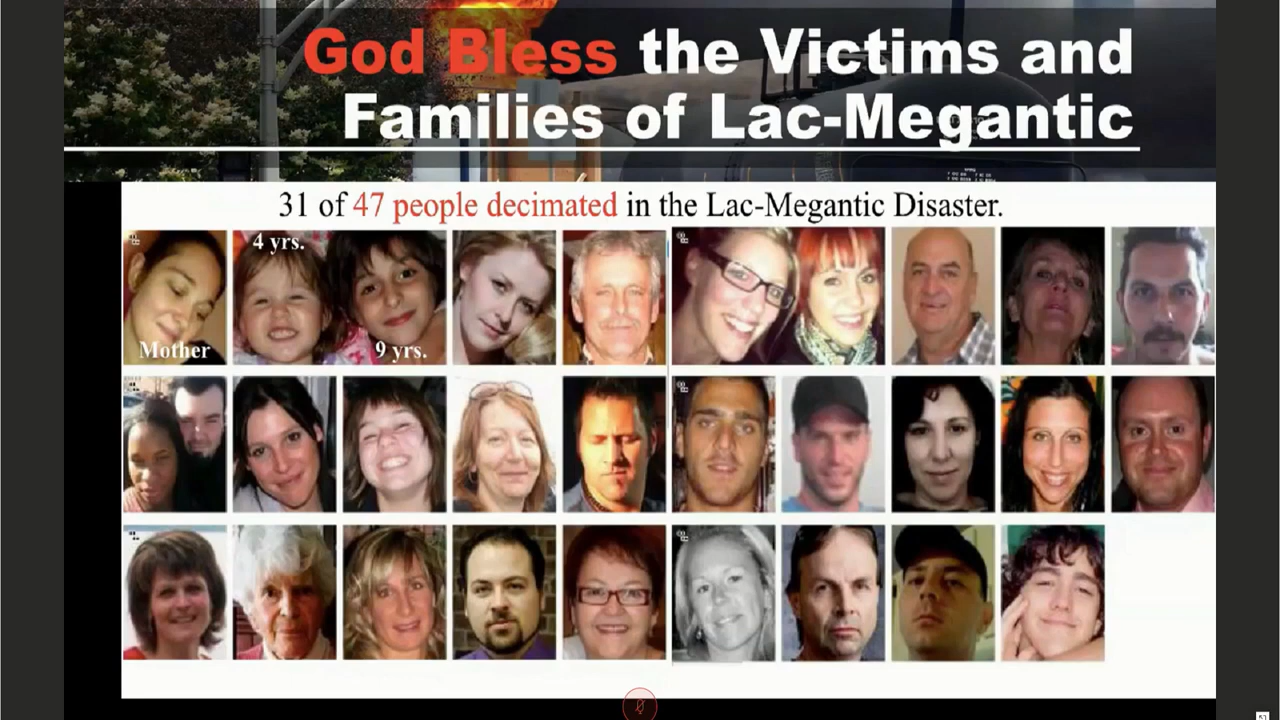 God Bless the Victims and
Families of Lac-Megantic
31 of 47 people decimated in the Lac-Megantic Disaster.
4 yrs.
Mother
9 yrs.